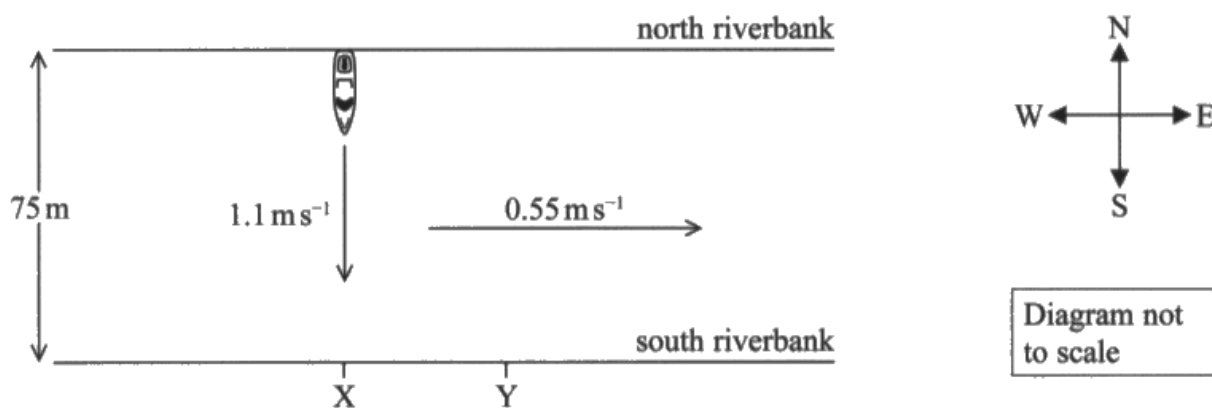 north riverbank
N
W
E
S
75 m
1.1 m s⁻¹
0.55 m s⁻¹
south riverbank
X
Y
Diagram not
to scale